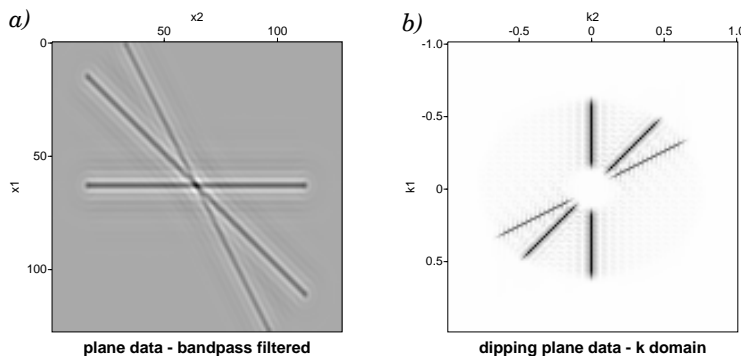 a)
x2
50
100
0
50
100
x1
plane data - bandpass filtered
b)
k2
-0.5
0
0.5
1.0
-1.0
-0.5
0
0.5
k1
dipping plane data - k domain